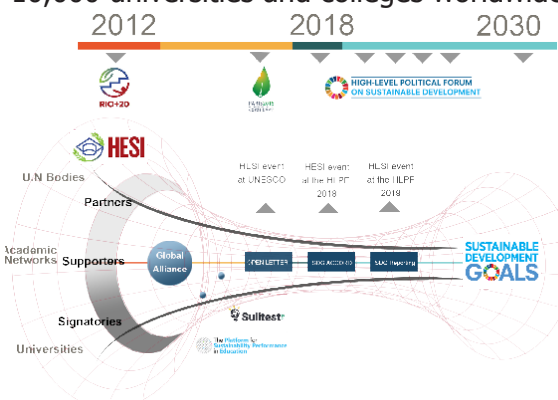 10,000 universities and colleges worldwide
2012
2018
2030
RIO+20
HIGH-LEVEL POLITICAL FORUM
ON SUSTAINABLE DEVELOPMENT
HESI
HESI event
at UNESCO
HESI event
at the HLPF
2018
HESI event
at the HLPF
2019
U.N Bodies
Partners
Academic
Networks
Supporters
Global
Alliance
OPEN LETTER
SDG ACCORD
SDG Reporting
SUSTAINABLE
DEVELOPMENT
GOALS
Signatories
Universities
Sulitest
The Platform for
Sustainability Performance
in Education